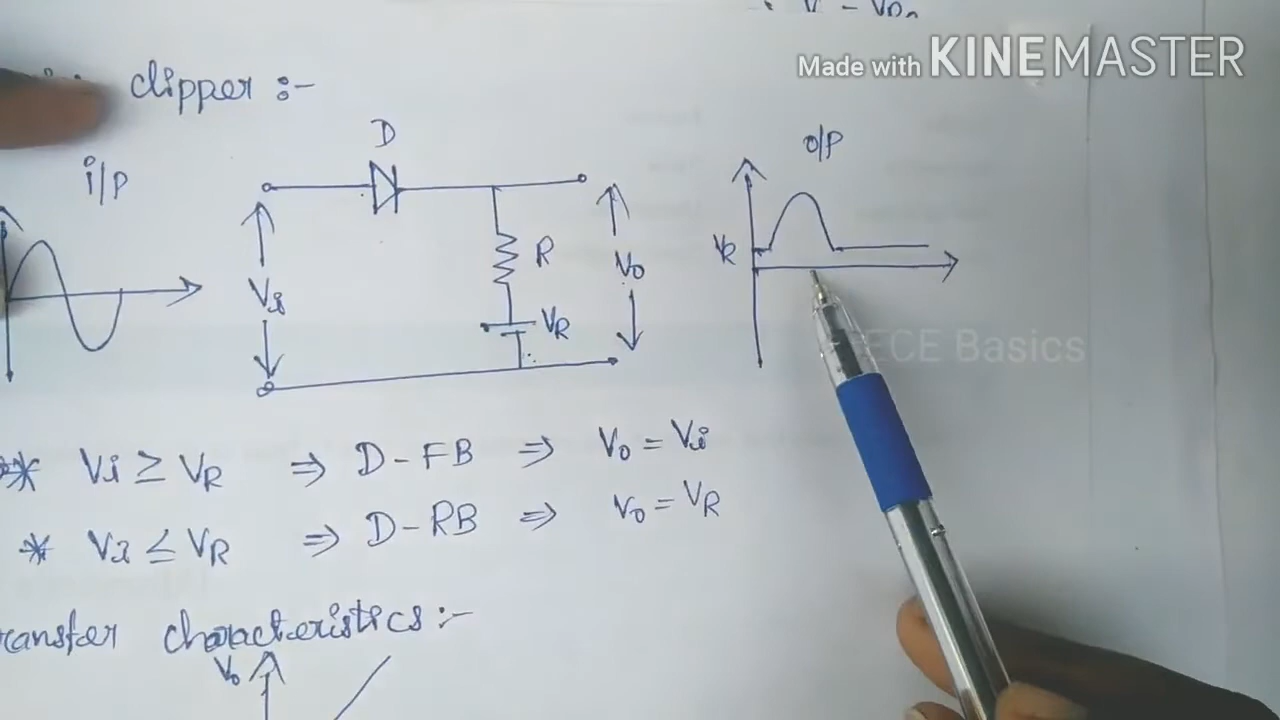 Made with KINEMASTER
clipper :-
i/p
D
o/p
R
Vi
Vo
VR
VR
ECE Basics
* Vi ≥ VR ⇒ D-FB ⇒ Vo = Vi
* Vi ≤ VR ⇒ D-RB ⇒ Vo = VR
characteristics :-
Vo